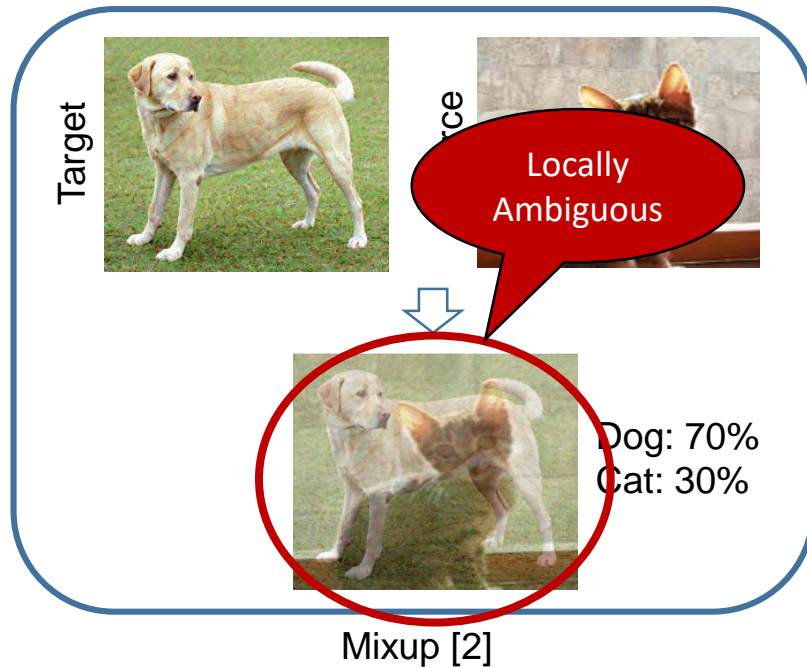 Target
rce
Locally
Ambiguous
Dog: 70%
Cat: 30%
Mixup [2]